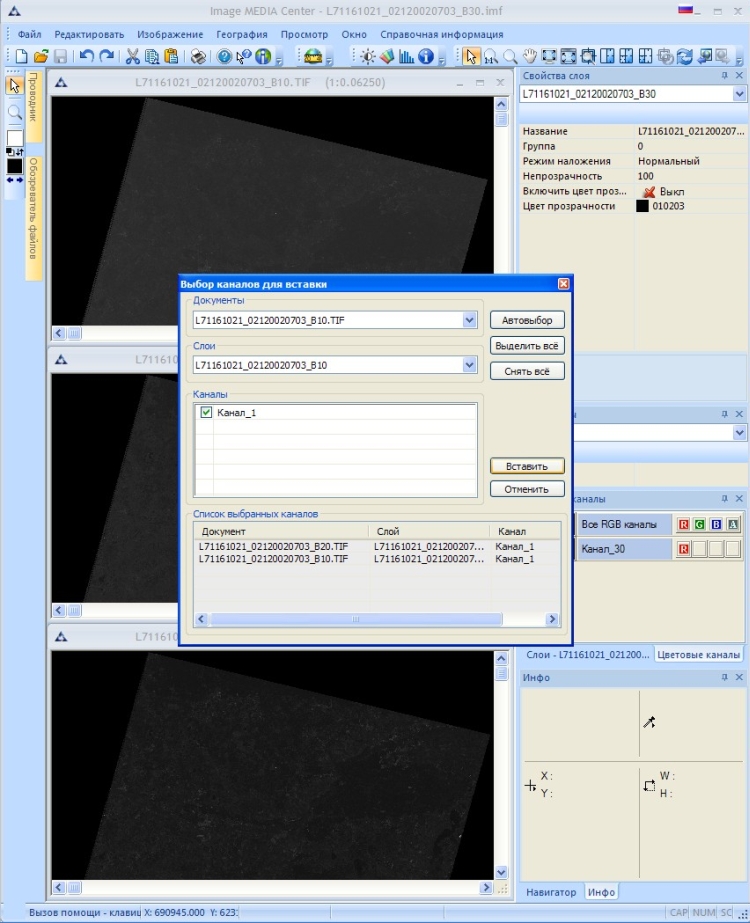 Image MEDIA Center - L71161021_02120020703_B30.imf
Файл Редактировать Изображение География Просмотр Окно Справочная информация
L71161021_02120020703_B10.TIF (1:0.06250)
Проводник
Обозреватель файлов
Свойства слоя
L71161021_02120020703_B30
Название L71161021_021200207...
Группа 0
Режим наложения Нормальный
Непрозрачность 100
Включить цвет проз... Выкл
Цвет прозрачности 010203
Выбор каналов для вставки
Документы
L71161021_02120020703_B10.TIF
Автовыбор
Выделить всё
Слои
L71161021_02120020703_B10
Снять всё
Каналы
Канал_1
Вставить
Отменить
Список выбранных каналов
Документ Слой Канал
L71161021_02120020703_B20.TIF L71161021_021200207... Канал_1
L71161021_02120020703_B10.TIF L71161021_021200207... Канал_1
L71161
L71161
каналы
Все RGB каналы R G B A
Канал_30 R
Слои - L71161021_021200... Цветовые каналы
Инфо
X :
Y :
W :
H :
Навигатор Инфо
Вызов помощи - клавиш X: 690945.000 Y: 623
CAP NUM SC